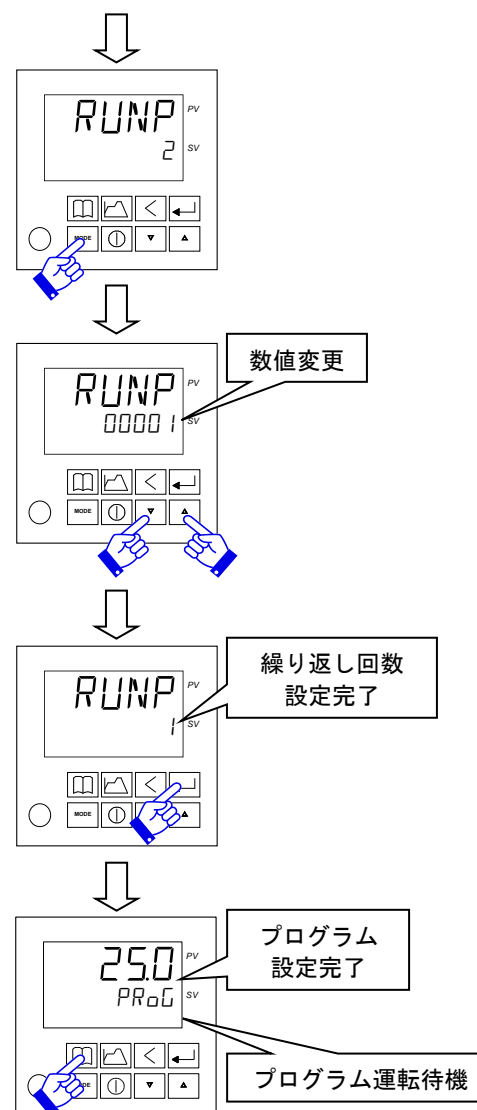 RUNP PV
2 SV
MODE
数値変更
RUNP PV
00001 SV
MODE
繰り返し回数
設定完了
RUNP PV
1 SV
MODE
プログラム
設定完了
25.0 PV
PRoG SV
プログラム運転待機